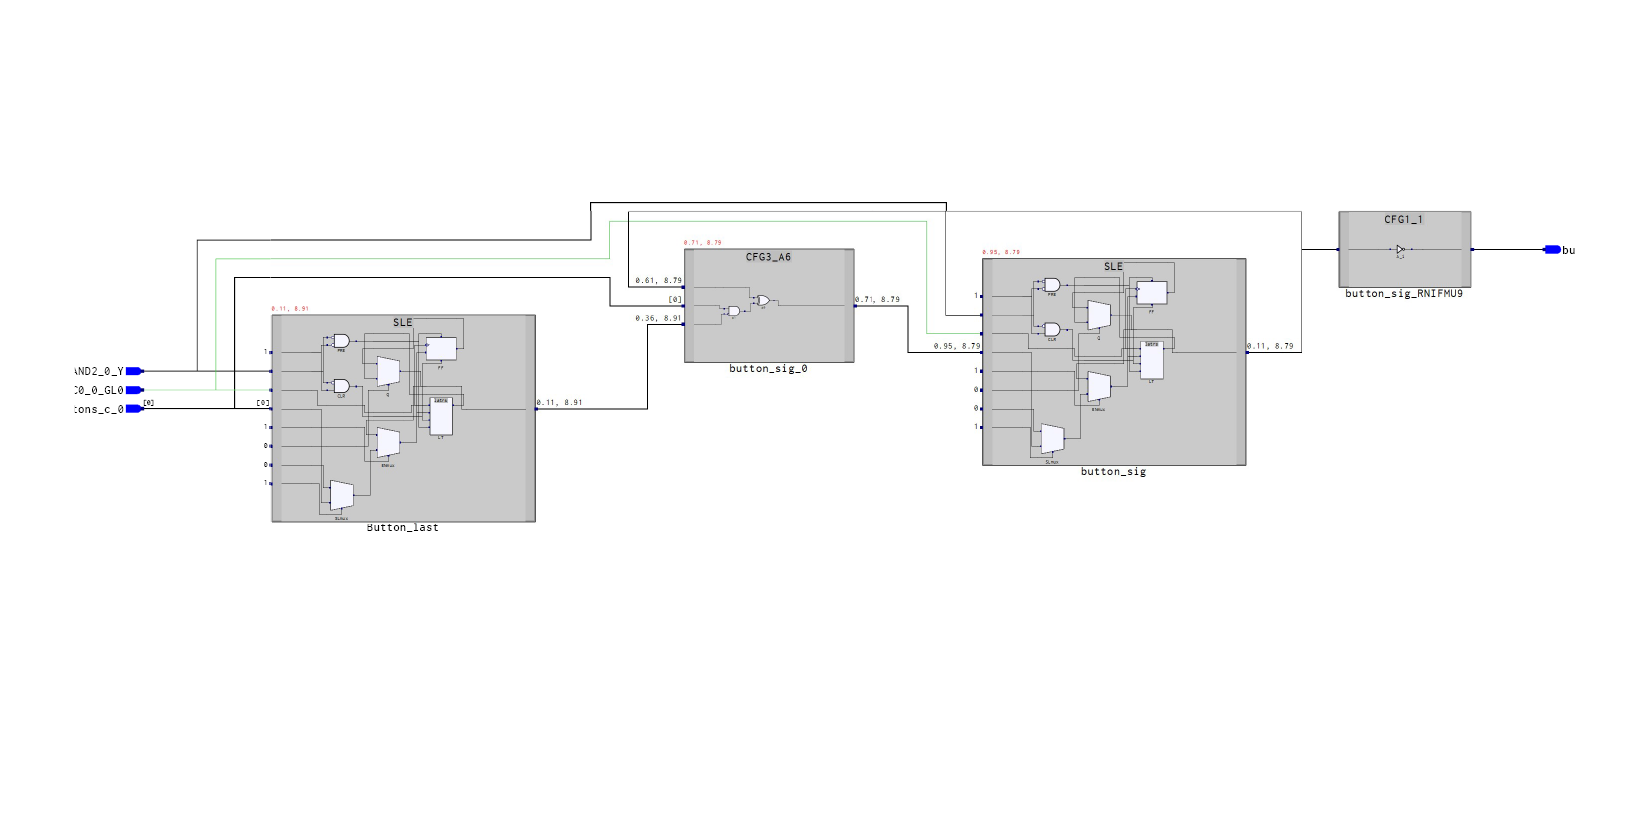 CFG1_1
button_sig_RNIFMU9
bu
0.71, 8.79
CFG3_A6
0.61, 8.79
[0]
0.36, 8.91
0.71, 8.79
button_sig_0
0.95, 8.79
SLE
1
PRE
FF
CLR
Q
latrs
LT
0.95, 8.79
0.11, 8.79
1
0
ENmux
0
1
SLmux
button_sig
0.11, 8.91
SLE
1
PRE
FF
AND2_0_Y
C0_0_GL0
CLR
latrs
[0]
[0]
0.11, 8.91
1
LT
0
ENmux
0
1
SLmux
Button_last